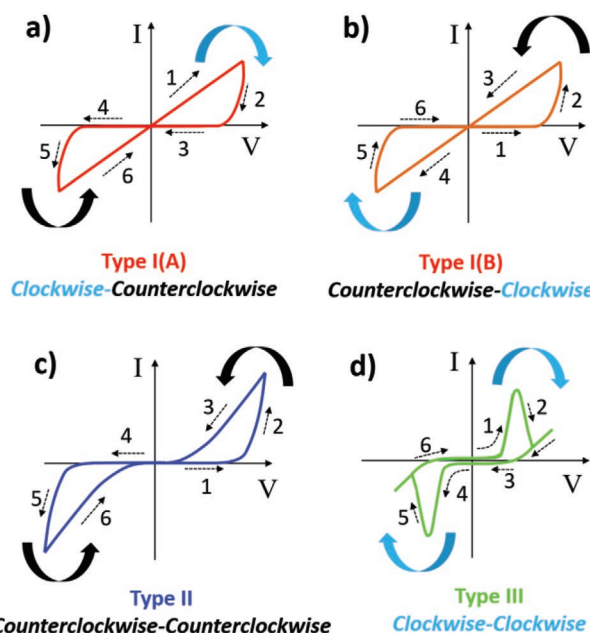 a)
I
1
2
3
V
4
5
6
Type I(A)
Clockwise-Counterclockwise
b)
I
3
2
1
V
6
5
4
Type I(B)
Counterclockwise-Clockwise
c)
I
3
2
1
V
4
5
6
Type II
Counterclockwise-Counterclockwise
d)
I
1
2
3
V
6
4
5
Type III
Clockwise-Clockwise